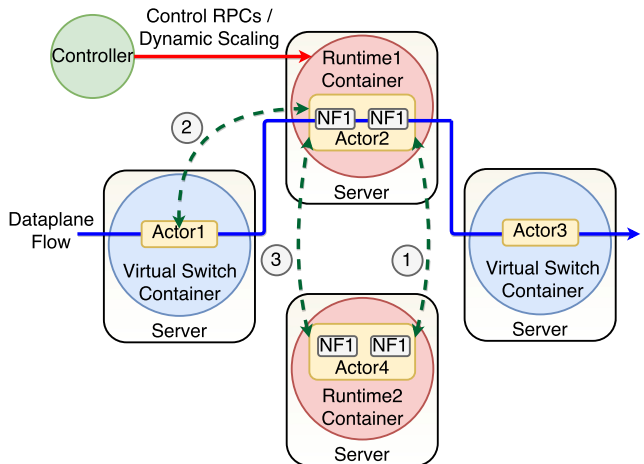 Control RPCs /
Dynamic Scaling
Controller
Runtime1
Container
NF1 NF1
Actor2
Server
2
Dataplane
Flow
Actor1
Virtual Switch
Container
Server
3
1
Actor3
Virtual Switch
Container
Server
NF1 NF1
Actor4
Runtime2
Container
Server